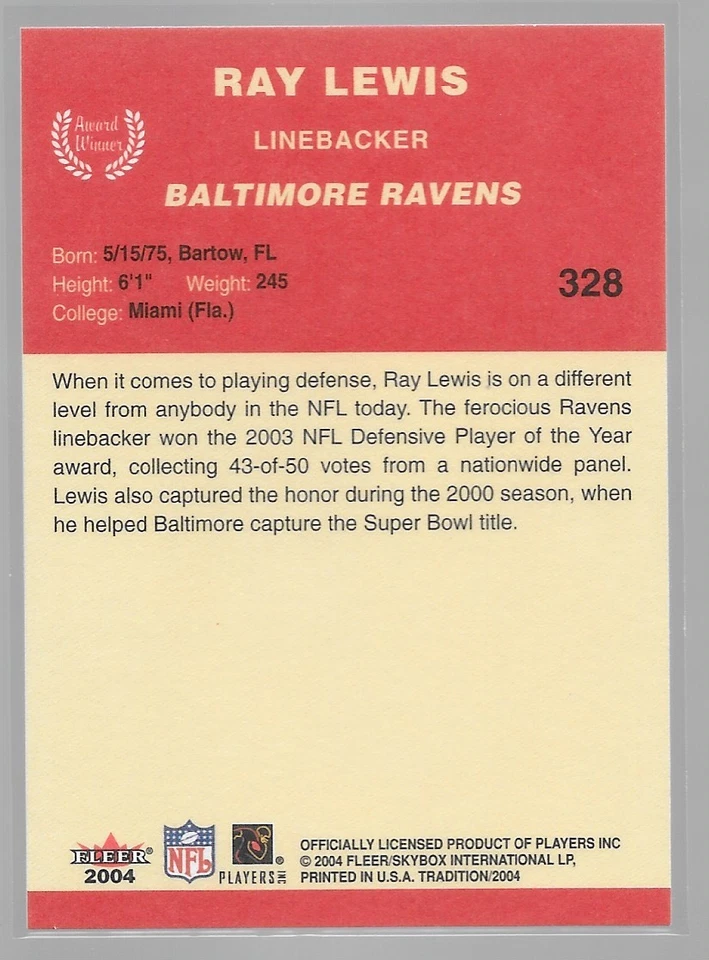 RAY LEWIS
Award
Winner
LINEBACKER
BALTIMORE RAVENS
Born: 5/15/75, Bartow, FL
Height: 6'1" Weight: 245
328
College: Miami (Fla.)
When it comes to playing defense, Ray Lewis is on a different
level from anybody in the NFL today. The ferocious Ravens
linebacker won the 2003 NFL Defensive Player of the Year
award, collecting 43-of-50 votes from a nationwide panel.
Lewis also captured the honor during the 2000 season, when
he helped Baltimore capture the Super Bowl title.
FLEER®
2004
NFL
PLAYERS INC ®
OFFICIALLY LICENSED PRODUCT OF PLAYERS INC
© 2004 FLEER/SKYBOX INTERNATIONAL LP,
PRINTED IN U.S.A. TRADITION/2004